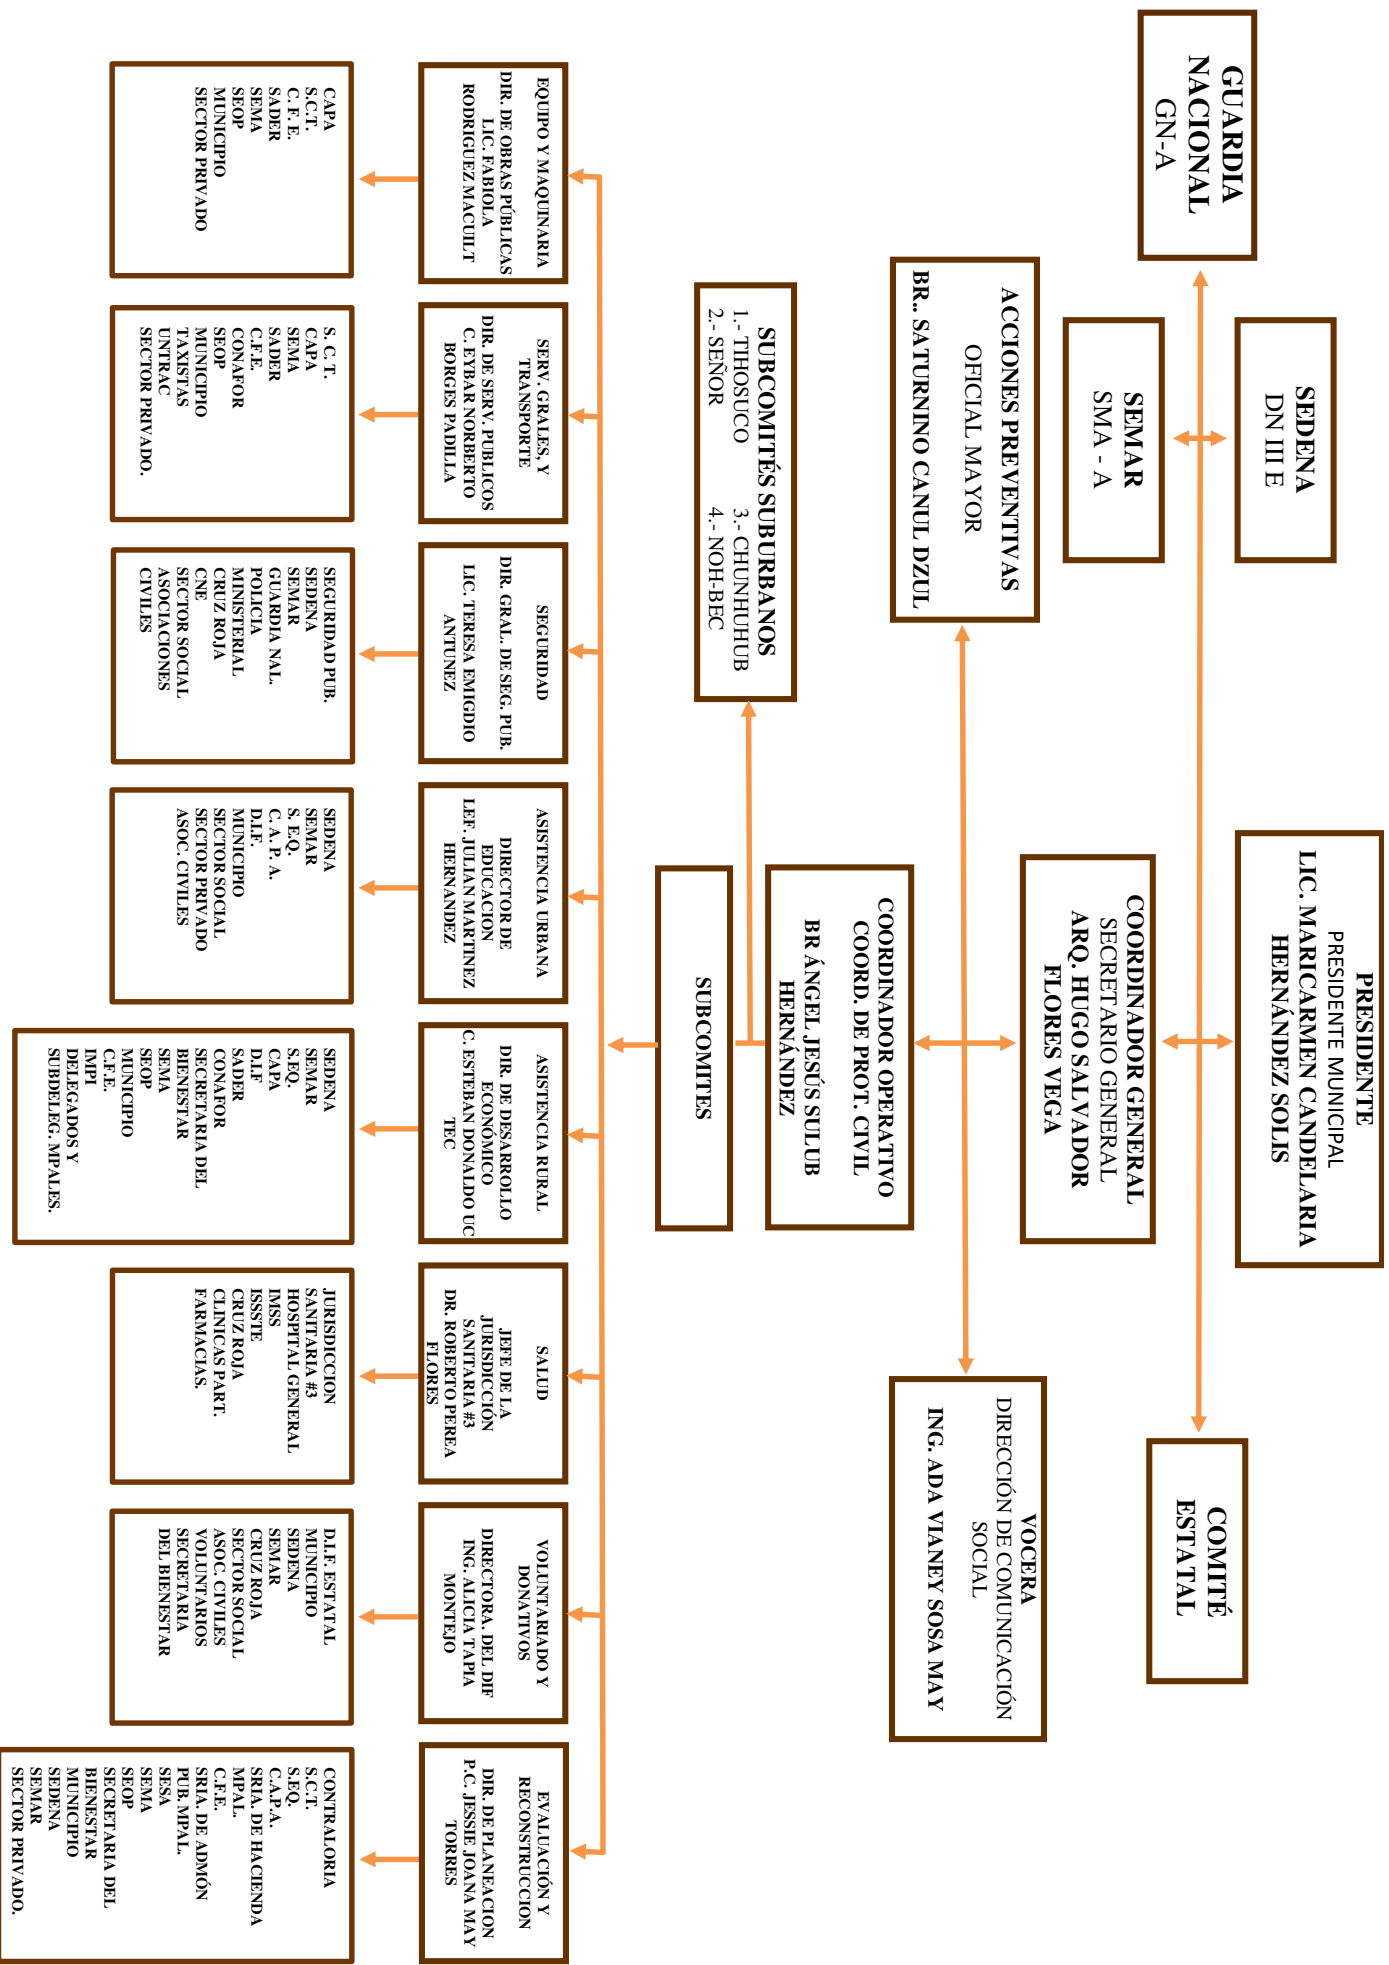 PRESIDENTE
PRESIDENTE MUNICIPAL
LIC. MARICARMEN CANDELARIA
HERNÁNDEZ SOLIS
SEDENA
DN III E
GUARDIA
NACIONAL
GN-A
SEMAR
SMA - A
COMITÉ
ESTATAL
COORDINADOR GENERAL
SECRETARIO GENERAL
ARQ. HUGO SALVADOR
FLORES VEGA
ACCIONES PREVENTIVAS
OFICIAL MAYOR
BR.. SATURNINO CANUL DZUL
VOCERA
DIRECCIÓN DE COMUNICACIÓN
SOCIAL
ING. ADA VIANEY SOSA MAY
COORDINADOR OPERATIVO
COORD. DE PROT. CIVIL
BR ÁNGEL JESÚS SULUB
HERNÁNDEZ
SUBCOMITÉS SUBURBANOS
1.- TIHOSUCO 3.- CHUNHUHUB
2.- SEÑOR 4.- NOH-BEC
SUBCOMITES
EQUIPO Y MAQUINARIA
DIR. DE OBRAS PÚBLICAS
LIC. FABIOLA
RODRIGUEZ MACUILT
SERV. GRALES, Y
TRANSPORTE
DIR. DE SERV. PUBLICOS
C. EYBAR NORBERTO
BORGES PADILLA
SEGURIDAD
DIR. GRAL. DE SEG. PUB.
LIC. TERESA EMIGDIO
ANTUNEZ
ASISTENCIA URBANA
DIRECTOR DE
EDUCACION
LEF. JULIAN MARTINEZ
HERNANDEZ
ASISTENCIA RURAL
DIR. DE DESARROLLO
ECONÓMICO
C. ESTEBAN DONALDO UC
TEC
SALUD
JEFE DE LA
JURISDICCIÓN
SANITARIA #3
DR. ROBERTO PEREA
FLORES
VOLUNTARIADO Y
DONATIVOS
DIRECTORA. DEL DIF
ING. ALICIA TAPIA
MONTEJO
EVALUACIÓN Y
RECONSTRUCCION
DIR. DE PLANEACION
P.C. JESSIE JOANA MAY
TORRES
CAPA
S.C.T.
C. F. E.
SADER
SEMA
SEOP
MUNICIPIO
SECTOR PRIVADO
S. C. T.
CAPA
SEMA
SADER
C.F.E.
CONAFOR
SEOP
MUNICIPIO
TAXISTAS
UNTRAC
SECTOR PRIVADO.
SEGURIDAD PUB.
SEDENA
SEMAR
GUARDIA NAL.
POLICIA
MINISTERIAL
CRUZ ROJA
CNE
SECTOR SOCIAL
ASOCIACIONES
CIVILES
SEDENA
SEMAR
S. E.Q.
C. A. P. A.
D.I.F.
MUNICIPIO
SECTOR SOCIAL
SECTOR PRIVADO
ASOC. CIVILES
SEDENA
SEMAR
S.EQ.
CAPA
D.I.F
SADER
CONAFOR
SECRETARIA DEL
BIENESTAR
SEMA
SEOP
MUNICIPIO
C.F.E.
IMPI
DELEGADOS Y
SUBDELEG. MPALES.
JURISDICCION
SANITARIA #3
HOSPITAL GENERAL
IMSS
ISSSTE
CRUZ ROJA
CLINICAS PART.
FARMACIAS.
D.I.F. ESTATAL
MUNICIPIO
SEDENA
SEMAR
CRUZ ROJA
SECTOR SOCIAL
ASOC. CIVILES
VOLUNTARIOS
SECRETARIA
DEL BIENESTAR
CONTRALORIA
S.C.T.
S.EQ.
C.A.P.A.
SRIA. DE HACIENDA
MPAL.
C.F.E.
SRIA. DE ADMÓN
PUB. MPAL.
SESA
SEMA
SEOP
SECRETARIA DEL
BIENESTAR
MUNICIPIO
SEDENA
SEMAR
SECTOR PRIVADO.